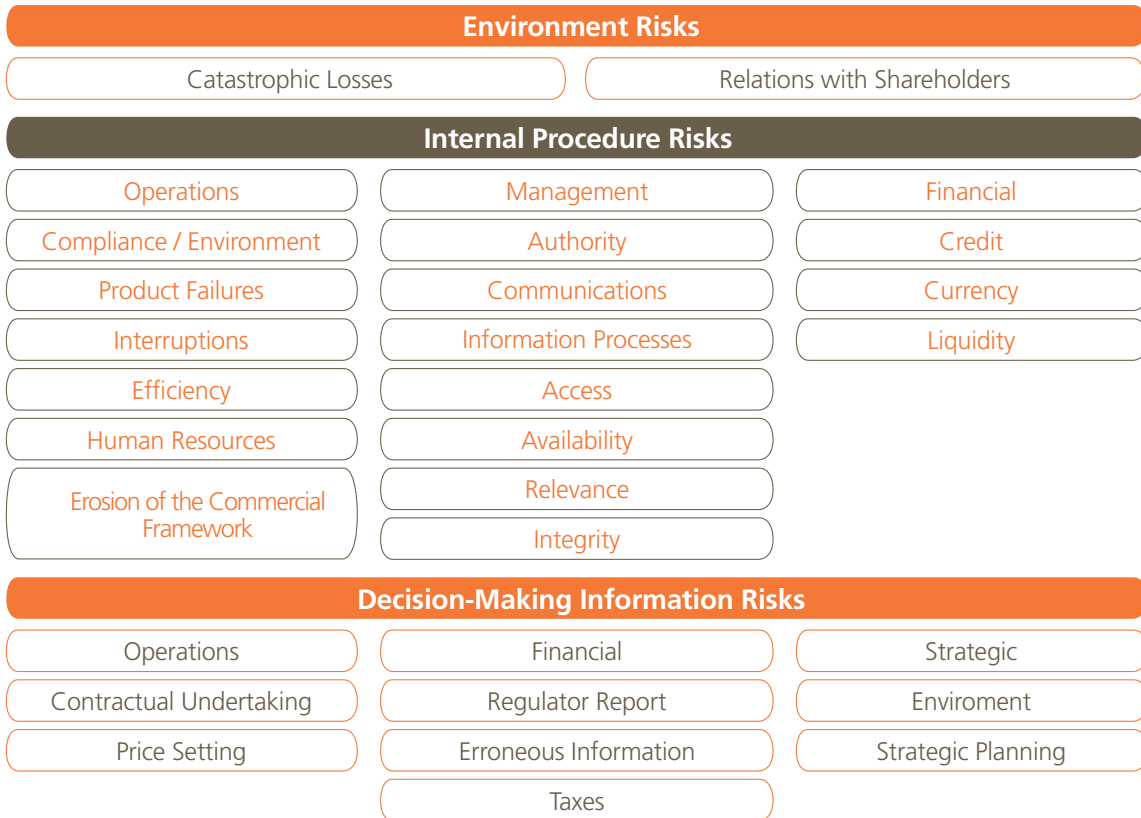 Environment Risks
Catastrophic Losses
Relations with Shareholders
Internal Procedure Risks
Operations
Management
Financial
Compliance / Environment
Authority
Credit
Product Failures
Communications
Currency
Interruptions
Information Processes
Liquidity
Efficiency
Access
Human Resources
Availability
Erosion of the Commercial
Framework
Relevance
Integrity
Decision-Making Information Risks
Operations
Financial
Strategic
Contractual Undertaking
Regulator Report
Enviroment
Price Setting
Erroneous Information
Strategic Planning
Taxes